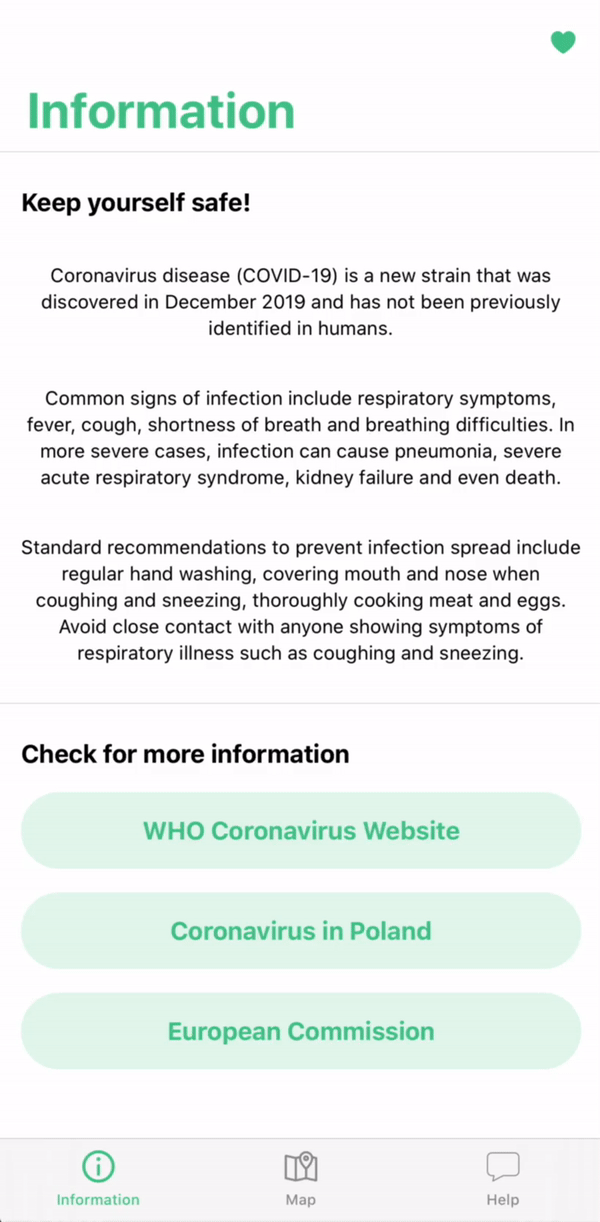 Information
Keep yourself safe!
Coronavirus disease (COVID-19) is a new strain that was
discovered in December 2019 and has not been previously
identified in humans.
Common signs of infection include respiratory symptoms,
fever, cough, shortness of breath and breathing difficulties. In
more severe cases, infection can cause pneumonia, severe
acute respiratory syndrome, kidney failure and even death.
Standard recommendations to prevent infection spread include
regular hand washing, covering mouth and nose when
coughing and sneezing, thoroughly cooking meat and eggs.
Avoid close contact with anyone showing symptoms of
respiratory illness such as coughing and sneezing.
Check for more information
WHO Coronavirus Website
Coronavirus in Poland
European Commission
Information
Map
Help